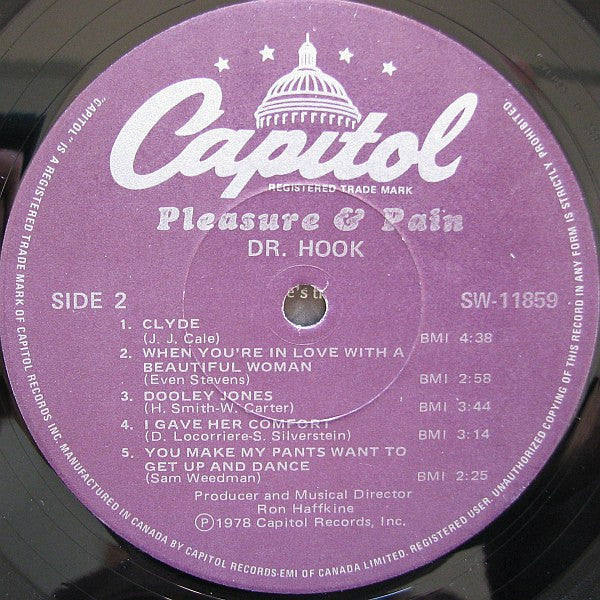 Capitol
REGISTERED TRADE MARK
Pleasure & Pain
DR. HOOK
SIDE 2
SW-11859
1. CLYDE
(J. J. Cale) BMI 4:38
2. WHEN YOU'RE IN LOVE WITH A
BEAUTIFUL WOMAN
(Even Stevens) BMI 2:58
3. DOOLEY JONES
(H. Smith-W. Carter) BMI 3:44
4. I GAVE HER COMFORT
(D. Locorriere-S. Silverstein) BMI 3:14
5. YOU MAKE MY PANTS WANT TO
GET UP AND DANCE BMI 2:25
(Sam Weedman)
Producer and Musical Director
Ron Haffkine
Ⓟ1978 Capitol Records, Inc.
"CAPITOL" IS A REGISTERED TRADE MARK OF CAPITOL RECORDS INC. MANUFACTURED IN CANADA BY CAPITOL RECORDS-EMI OF CANADA LIMITED. REGISTERED USER. UNAUTHORIZED COPYING OF THIS RECORD IN ANY FORM IS STRICTLY PROHIBITED.